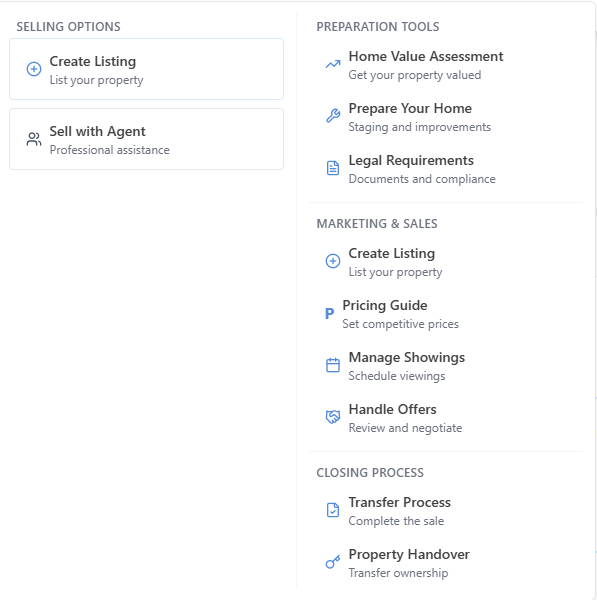 SELLING OPTIONS
Create Listing
List your property
Sell with Agent
Professional assistance
PREPARATION TOOLS
Home Value Assessment
Get your property valued
Prepare Your Home
Staging and improvements
Legal Requirements
Documents and compliance
MARKETING & SALES
Create Listing
List your property
P Pricing Guide
Set competitive prices
Manage Showings
Schedule viewings
Handle Offers
Review and negotiate
CLOSING PROCESS
Transfer Process
Complete the sale
Property Handover
Transfer ownership